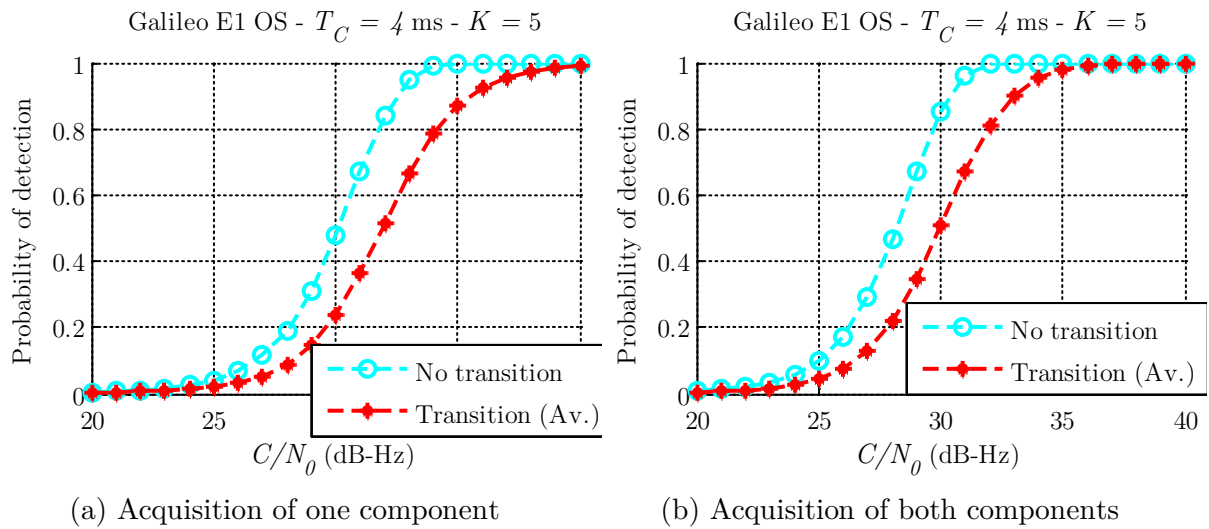 Galileo E1 OS - T_C = 4 ms - K = 5
Probability of detection
1
0.8
0.6
0.4
0.2
0
20
25
No transition
Transition (Av.)
C/N_0 (dB-Hz)
(a) Acquisition of one component
Galileo E1 OS - T_C = 4 ms - K = 5
Probability of detection
1
0.8
0.6
0.4
0.2
0
20
25
30
35
40
No transition
Transition (Av.)
C/N_0 (dB-Hz)
(b) Acquisition of both components